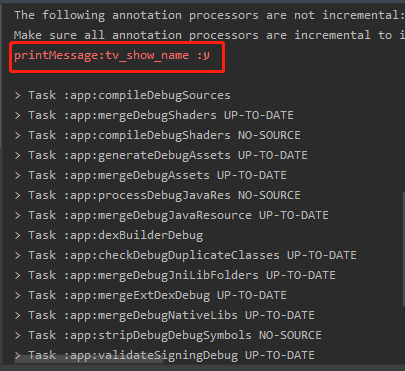 The following annotation processors are not incremental:
Make sure all annotation processors are incremental to i
printMessage:tv_show_name :ע
> Task :app:compileDebugSources
> Task :app:mergeDebugShaders UP-TO-DATE
> Task :app:compileDebugShaders NO-SOURCE
> Task :app:generateDebugAssets UP-TO-DATE
> Task :app:mergeDebugAssets UP-TO-DATE
> Task :app:processDebugJavaRes NO-SOURCE
> Task :app:mergeDebugJavaResource UP-TO-DATE
> Task :app:dexBuilderDebug
> Task :app:checkDebugDuplicateClasses UP-TO-DATE
> Task :app:mergeDebugJniLibFolders UP-TO-DATE
> Task :app:mergeExtDexDebug UP-TO-DATE
> Task :app:mergeDebugNativeLibs UP-TO-DATE
> Task :app:stripDebugDebugSymbols NO-SOURCE
> Task :app:validateSigningDebug UP-TO-DATE